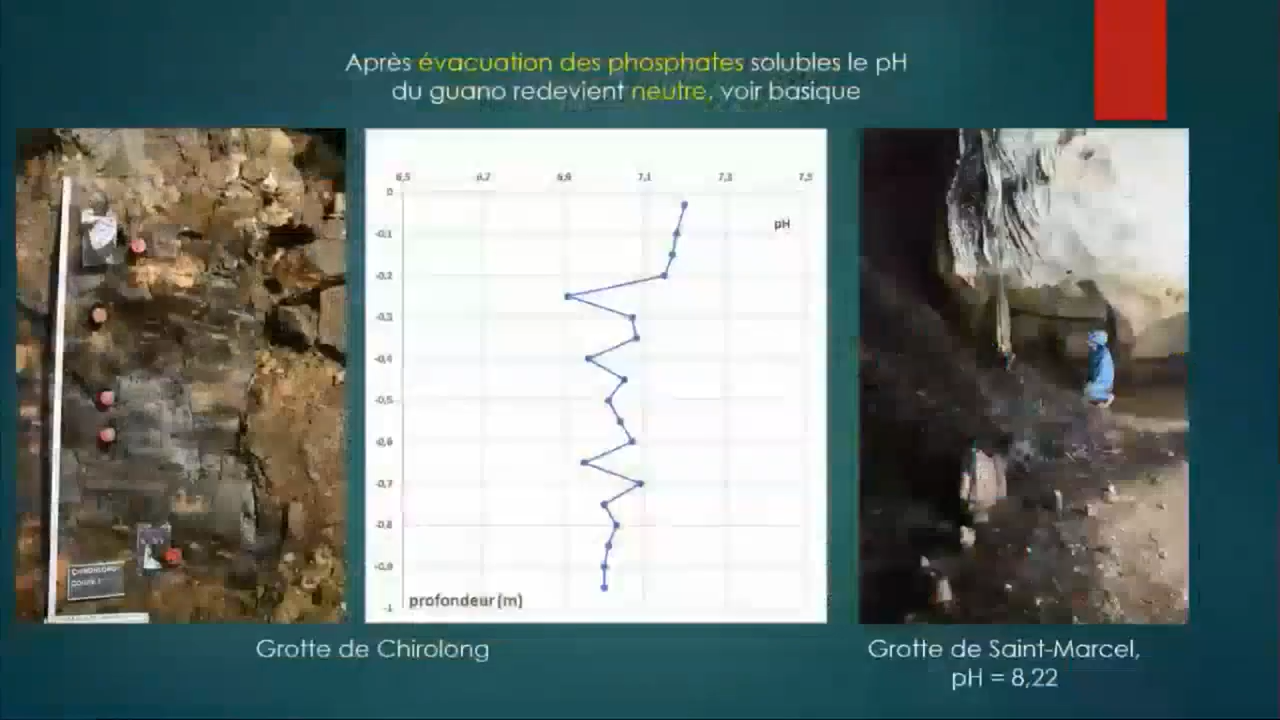 Après évacuation des phosphates solubles le pH
du guano redevient neutre, voir basique
6,5 6,7 6,9 7,1 7,3 7,5
0
-0,1
-0,2
-0,3
-0,4
-0,5
-0,6
-0,7
-0,8
-0,9
-1
pH
profondeur (m)
Grotte de Chirolong
Grotte de Saint-Marcel,
pH = 8,22